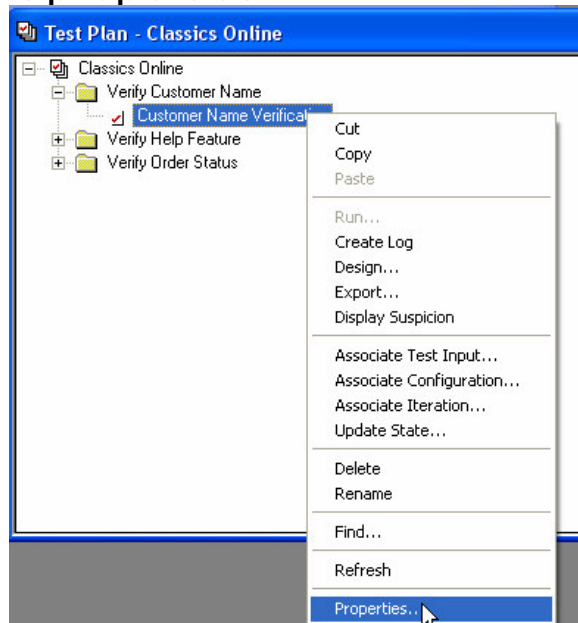 Test Plan - Classics Online
Classics Online
Verify Customer Name
Customer Name Verificati
Verify Help Feature
Verify Order Status
Cut
Copy
Paste
Run...
Create Log
Design...
Export...
Display Suspicion
Associate Test Input...
Associate Configuration...
Associate Iteration...
Update State...
Delete
Rename
Find...
Refresh
Properties...